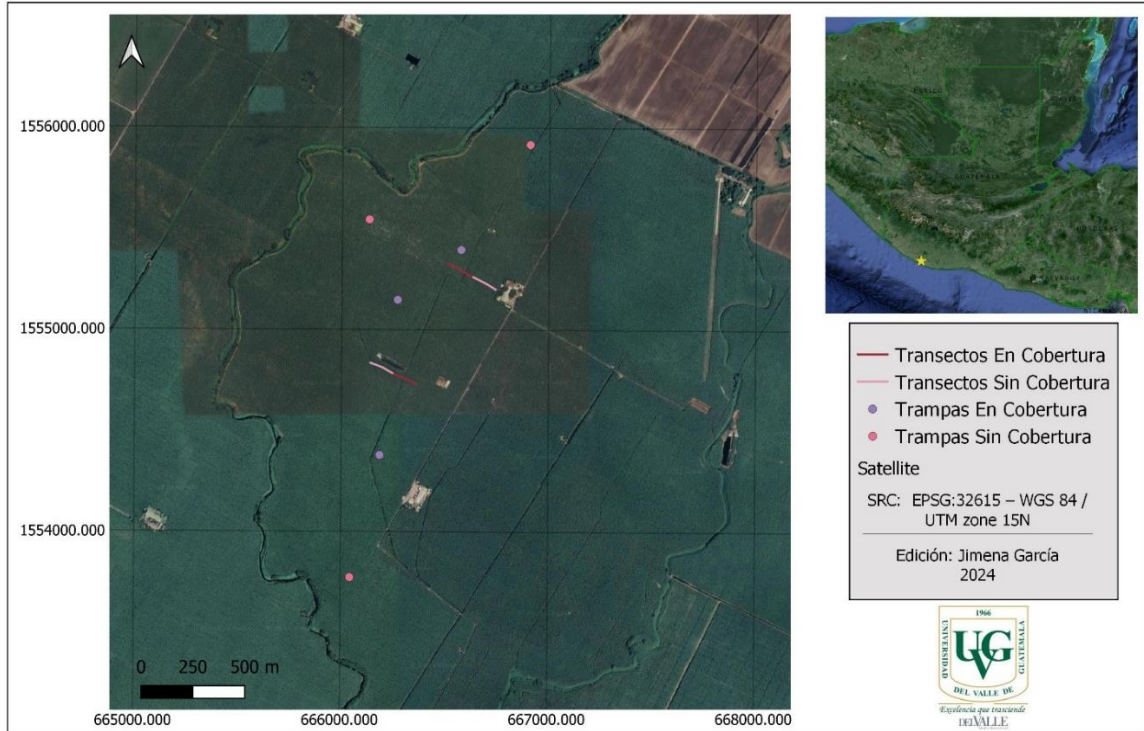 1556000.000
1555000.000
1554000.000
0 250 500 m
665000.000 666000.000 667000.000 668000.000
GUATEMALA
Transectos En Cobertura
Transectos Sin Cobertura
Trampas En Cobertura
Trampas Sin Cobertura
Satellite
SRC: EPSG:32615 – WGS 84 /
UTM zone 15N
Edición: Jimena García
2024
1966
UNIVERSIDAD
DEL VALLE DE
GUATEMALA
UVG
Excelencia que trasciende
DELVALLE